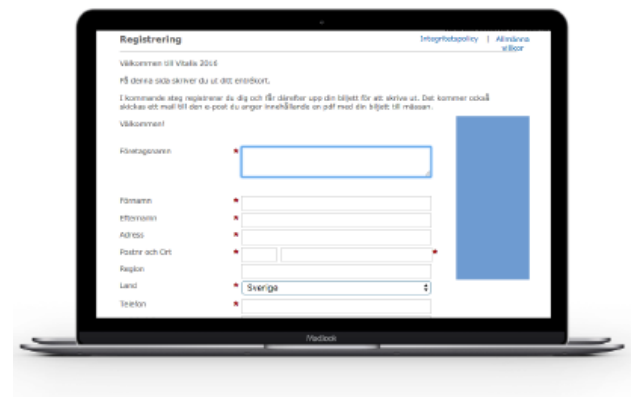 Registrering
Integritetspolicy | Allmänna
villkor
Välkommen till Vitalis 2016
På denna sida skriver du ut ditt entrékort.
I kommande steg registrerar du dig och får därefter upp din biljett för att skriva ut. Det kommer också
skickas ett mail till den e-post du anger innehållande en pdf med din biljett till mässan.
Välkommen!
Företagsnamn *
Förnamn *
Efternamn *
Adress *
Postnr och Ort * *
Region
Land * Sverige
Telefon *
MacBook